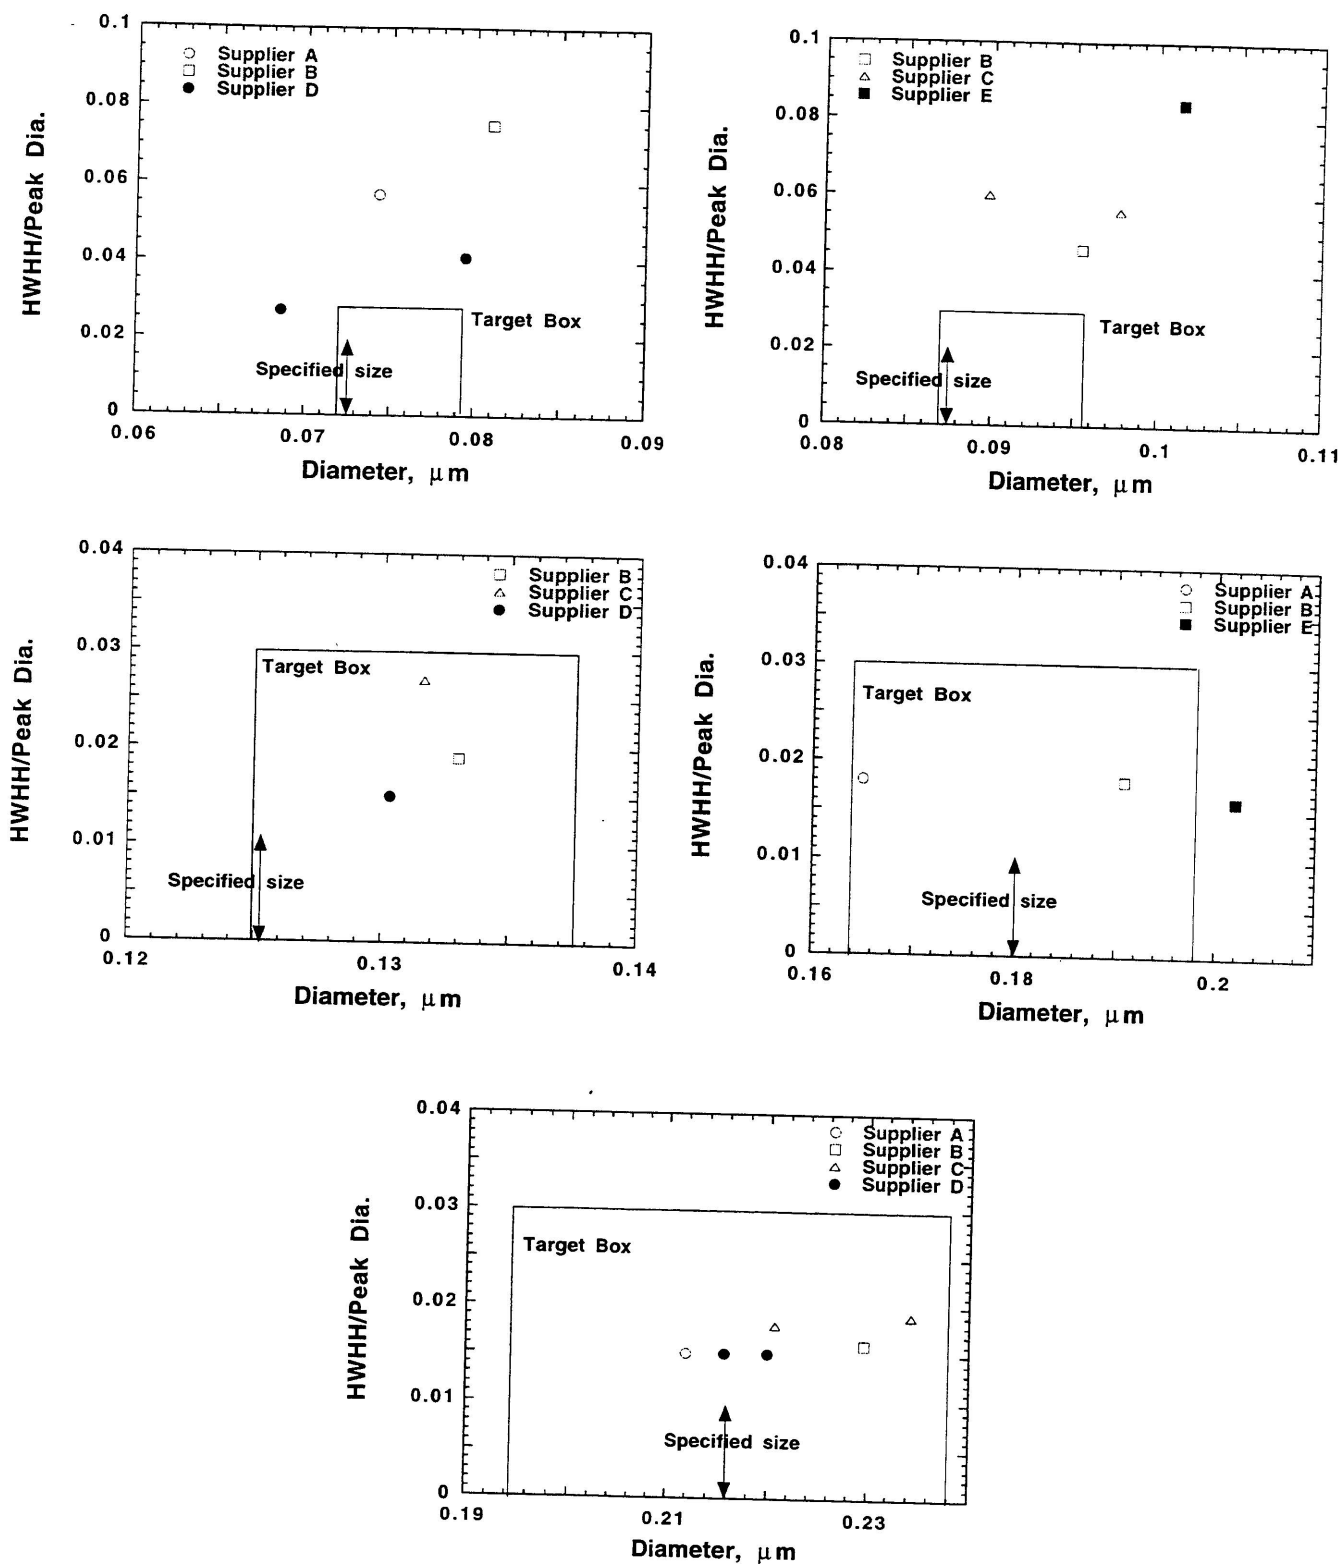 0.1
Supplier A
Supplier B
Supplier D
0.08
0.06
0.04
0.02
0
HWHH/Peak Dia.
Target Box
Specified size
0.06
0.07
0.08
0.09
Diameter, μm
0.1
Supplier B
Supplier C
Supplier E
0.08
0.06
0.04
0.02
0
HWHH/Peak Dia.
Target Box
Specified size
0.08
0.09
0.1
0.11
Diameter, μm
0.04
Supplier B
Supplier C
Supplier D
0.03
0.02
0.01
0
HWHH/Peak Dia.
Target Box
Specified size
0.12
0.13
0.14
Diameter, μm
0.04
Supplier A
Supplier B
Supplier E
0.03
0.02
0.01
0
HWHH/Peak Dia.
Target Box
Specified size
0.16
0.18
0.2
Diameter, μm
0.04
Supplier A
Supplier B
Supplier C
Supplier D
0.03
0.02
0.01
0
HWHH/Peak Dia.
Target Box
Specified size
0.19
0.21
0.23
Diameter, μm